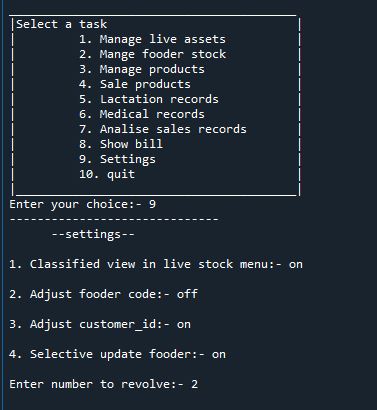 Select a task
1. Manage live assets
2. Mange fooder stock
3. Manage products
4. Sale products
5. Lactation records
6. Medical records
7. Analise sales records
8. Show bill
9. Settings
10. quit
Enter your choice:- 9
------------------------------
--settings--
1. Classified view in live stock menu:- on
2. Adjust fooder code:- off
3. Adjust customer_id:- on
4. Selective update fooder:- on
Enter number to revolve:- 2